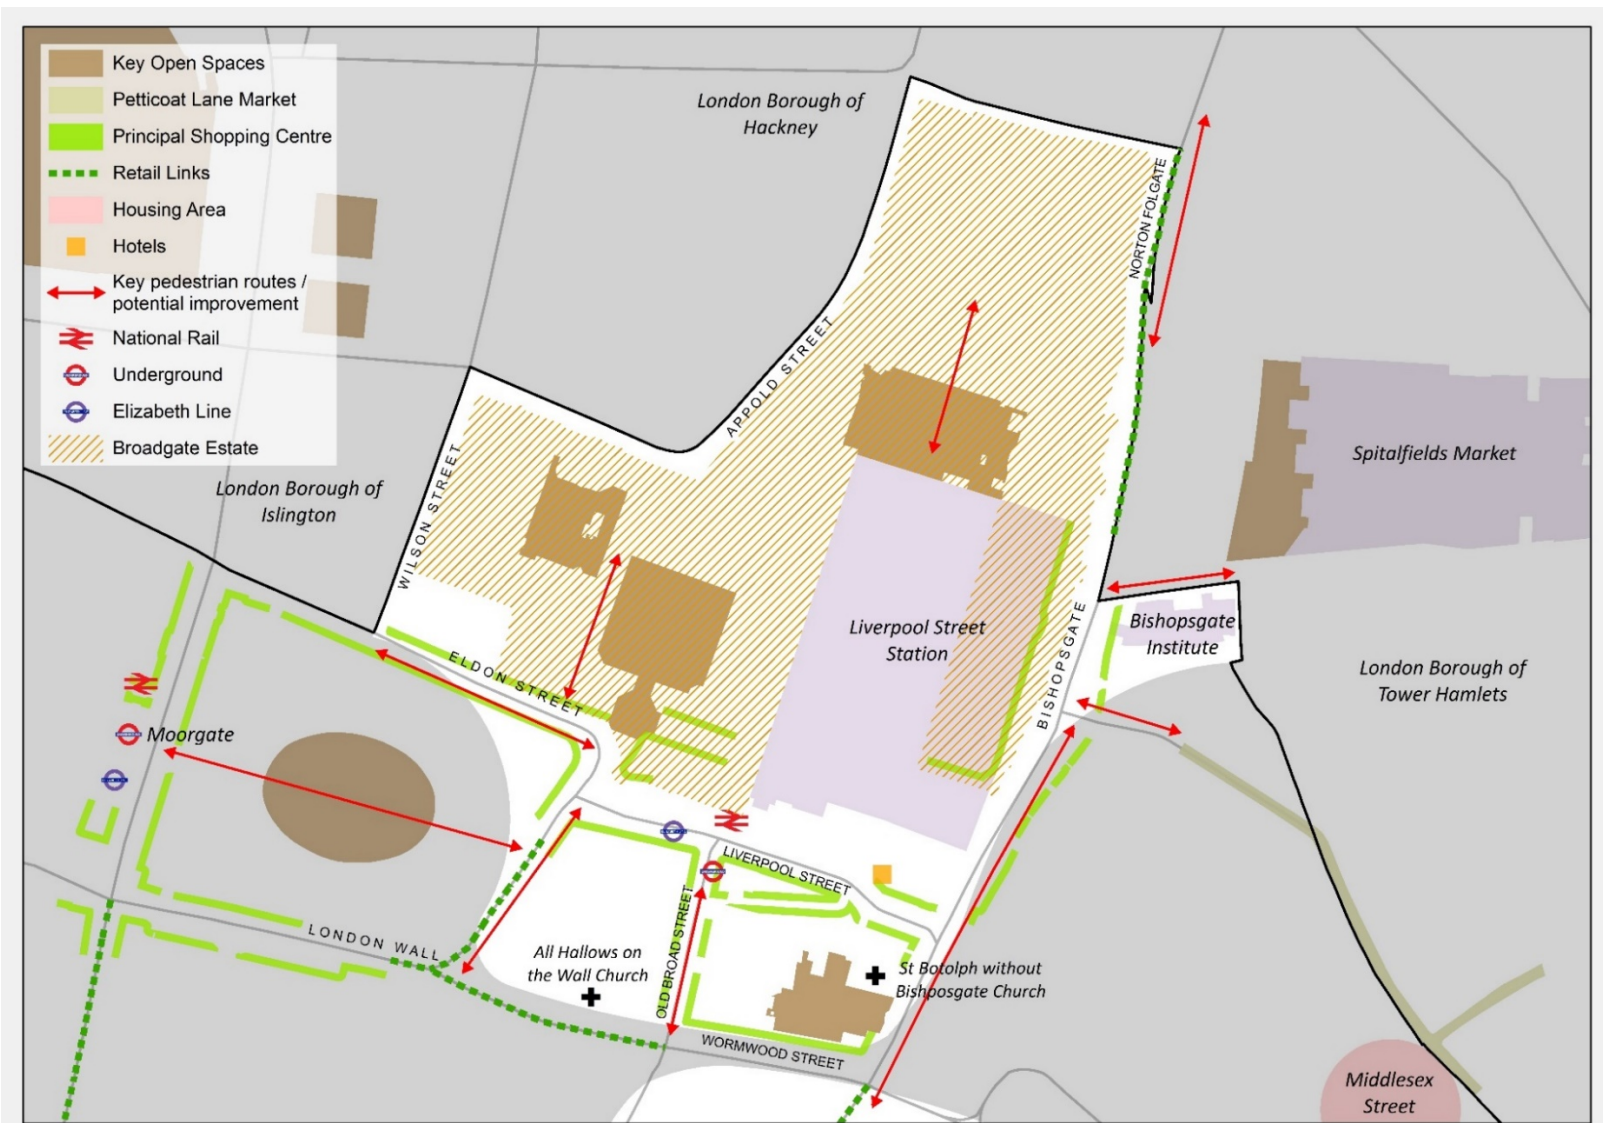 Key Open Spaces
Petticoat Lane Market
Principal Shopping Centre
Retail Links
Housing Area
Hotels
Key pedestrian routes /
potential improvement
National Rail
Underground
Elizabeth Line
Broadgate Estate
London Borough of
Hackney
NORTON FOLGATE
APPOLD STREET
WILSON STREET
London Borough of
Islington
Spitalfields Market
Liverpool Street
Station
BISHOPSGATE
Bishopsgate
Institute
London Borough of
Tower Hamlets
ELDON STREET
Moorgate
LIVERPOOL STREET
OLD BROAD STREET
LONDON WALL
All Hallows on
the Wall Church
St Botolph without
Bishposgate Church
WORMWOOD STREET
Middlesex
Street